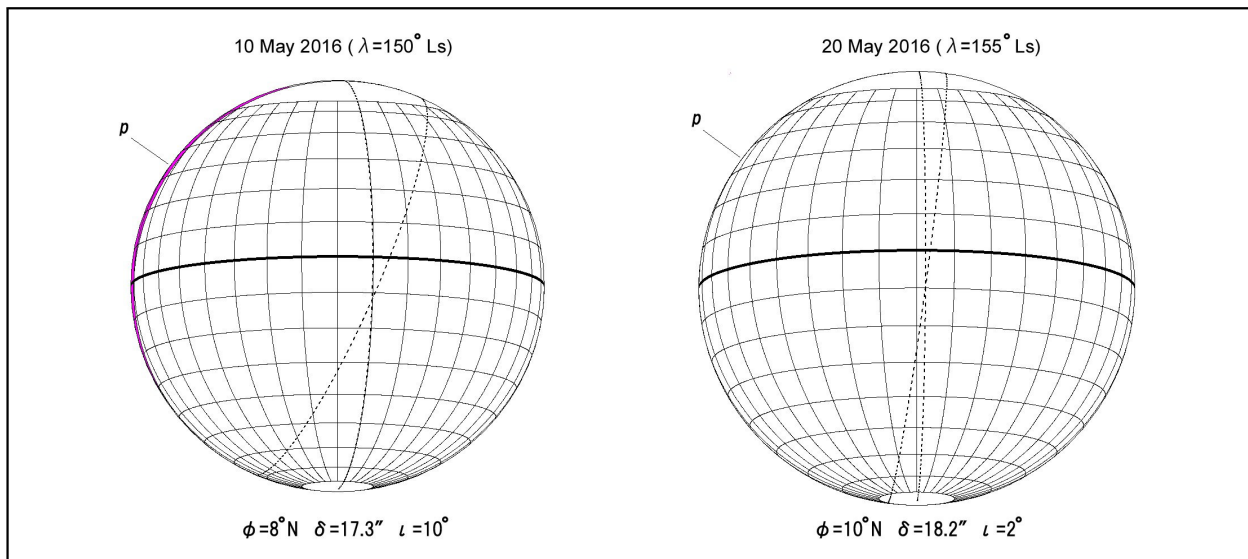 10 May 2016 ( λ=150° Ls)
p
φ=8°N δ=17.3″ ι=10°
20 May 2016 ( λ=155° Ls)
p
φ=10°N δ=18.2″ ι=2°